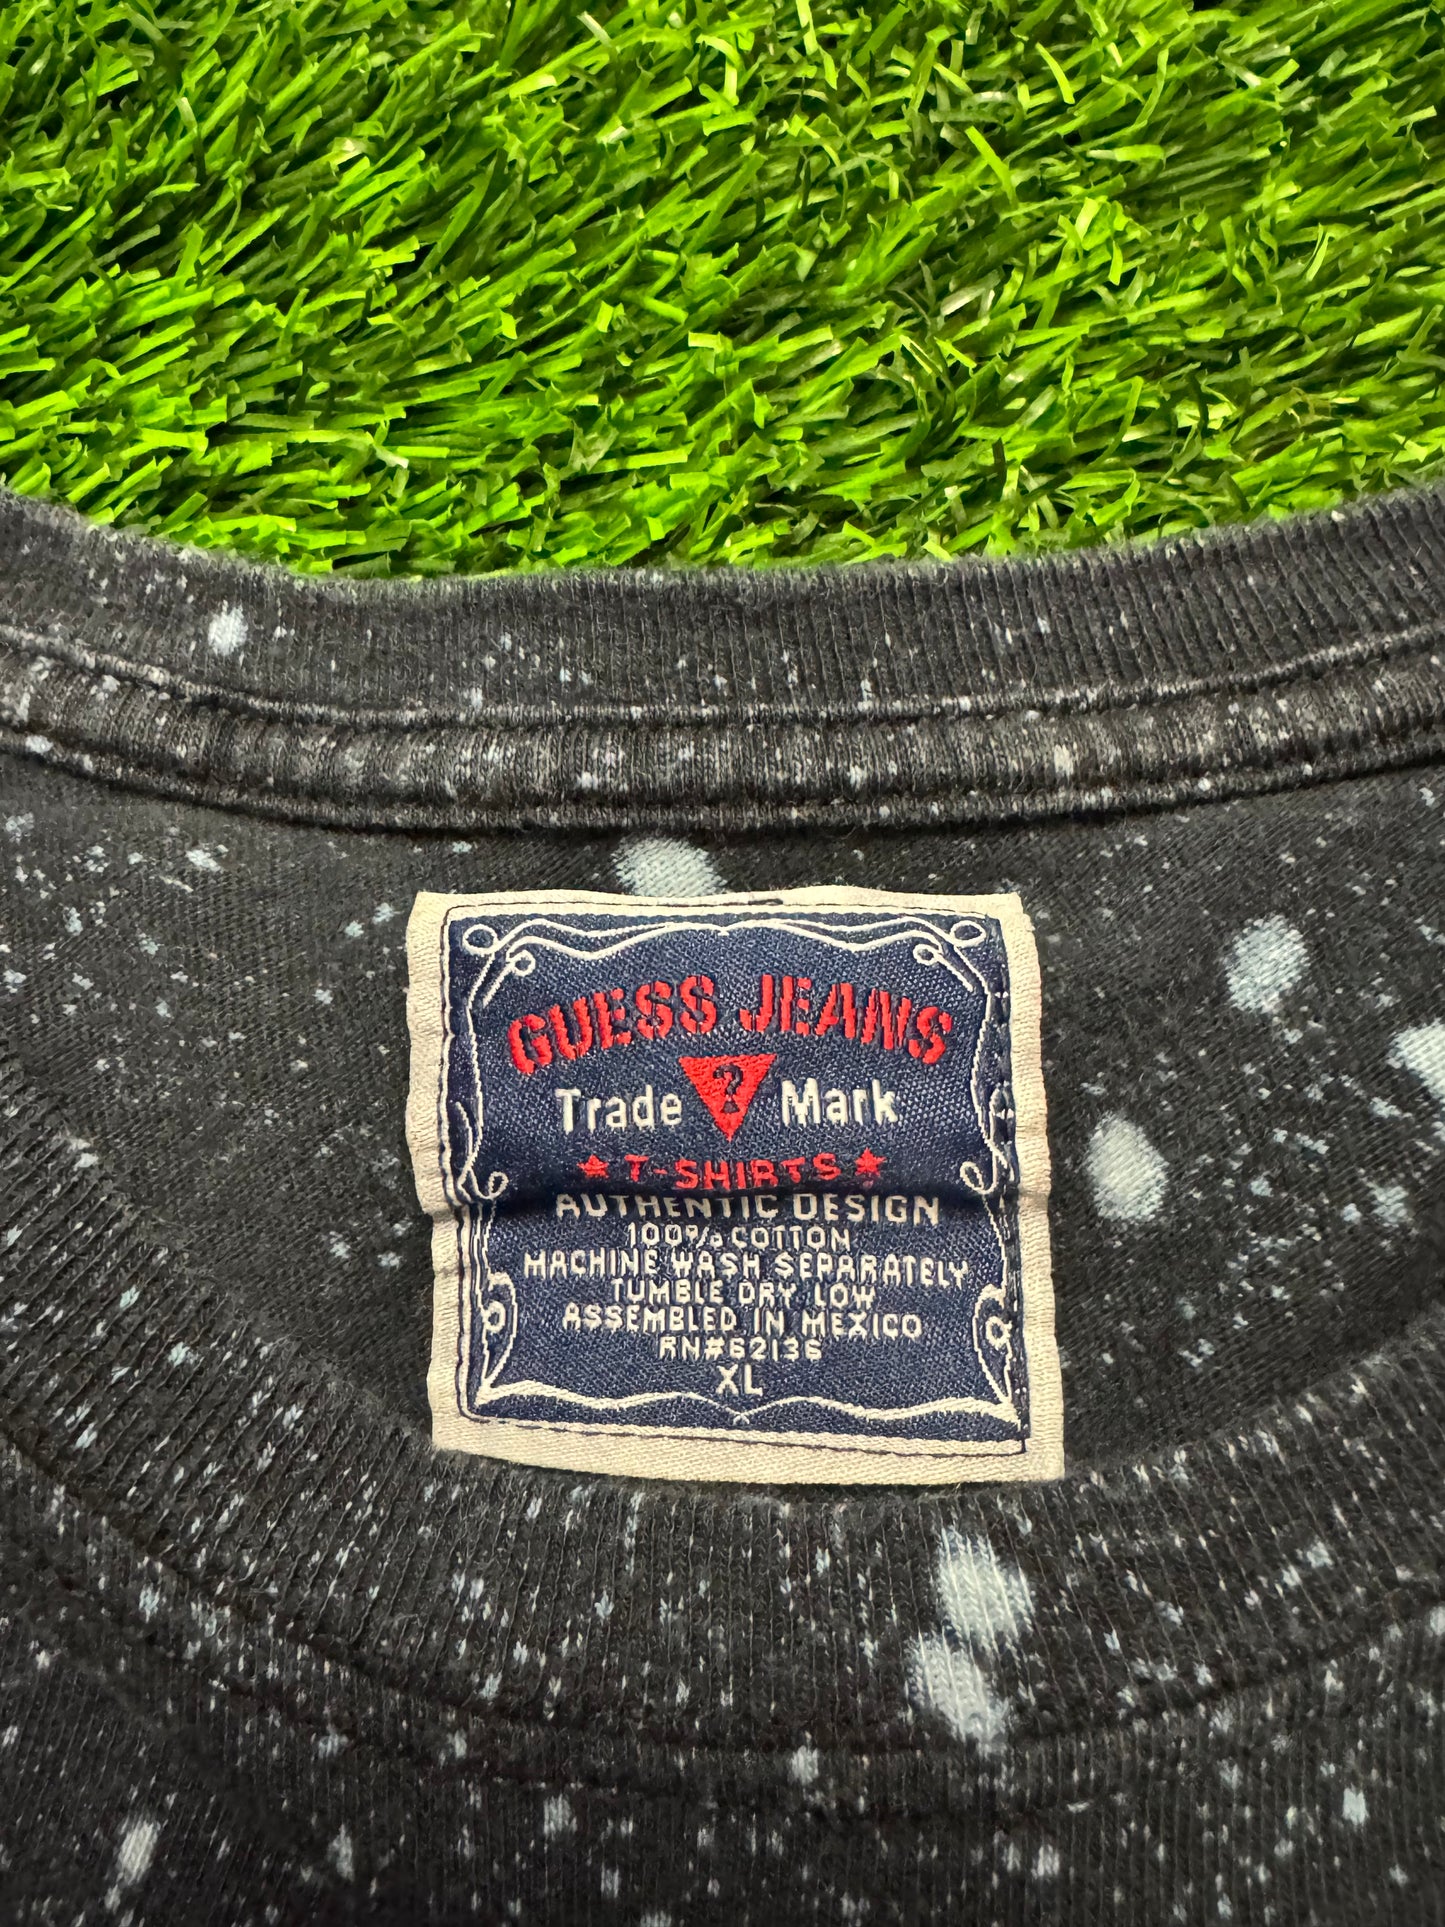 GUESS JEANS
Trade ? Mark
★ T-SHIRTS ★
AUTHENTIC DESIGN
100% COTTON
MACHINE WASH SEPARATELY
TUMBLE DRY LOW
ASSEMBLED IN MEXICO
RN#62136
XL